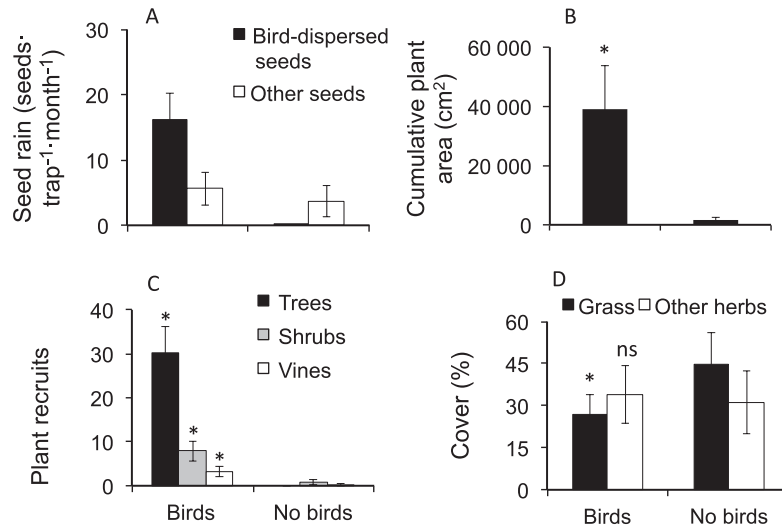 A
Seed rain (seeds·
trap⁻¹·month⁻¹)
30
20
10
0
Bird-dispersed
seeds
Other seeds
B
Cumulative plant
area (cm²)
60 000
40 000
20 000
0
*
C
Plant recruits
40
30
20
10
0
Trees
Shrubs
Vines
*
*
*
Birds No birds
D
Grass Other herbs
Cover (%)
60
45
30
15
0
*
ns
Birds No birds